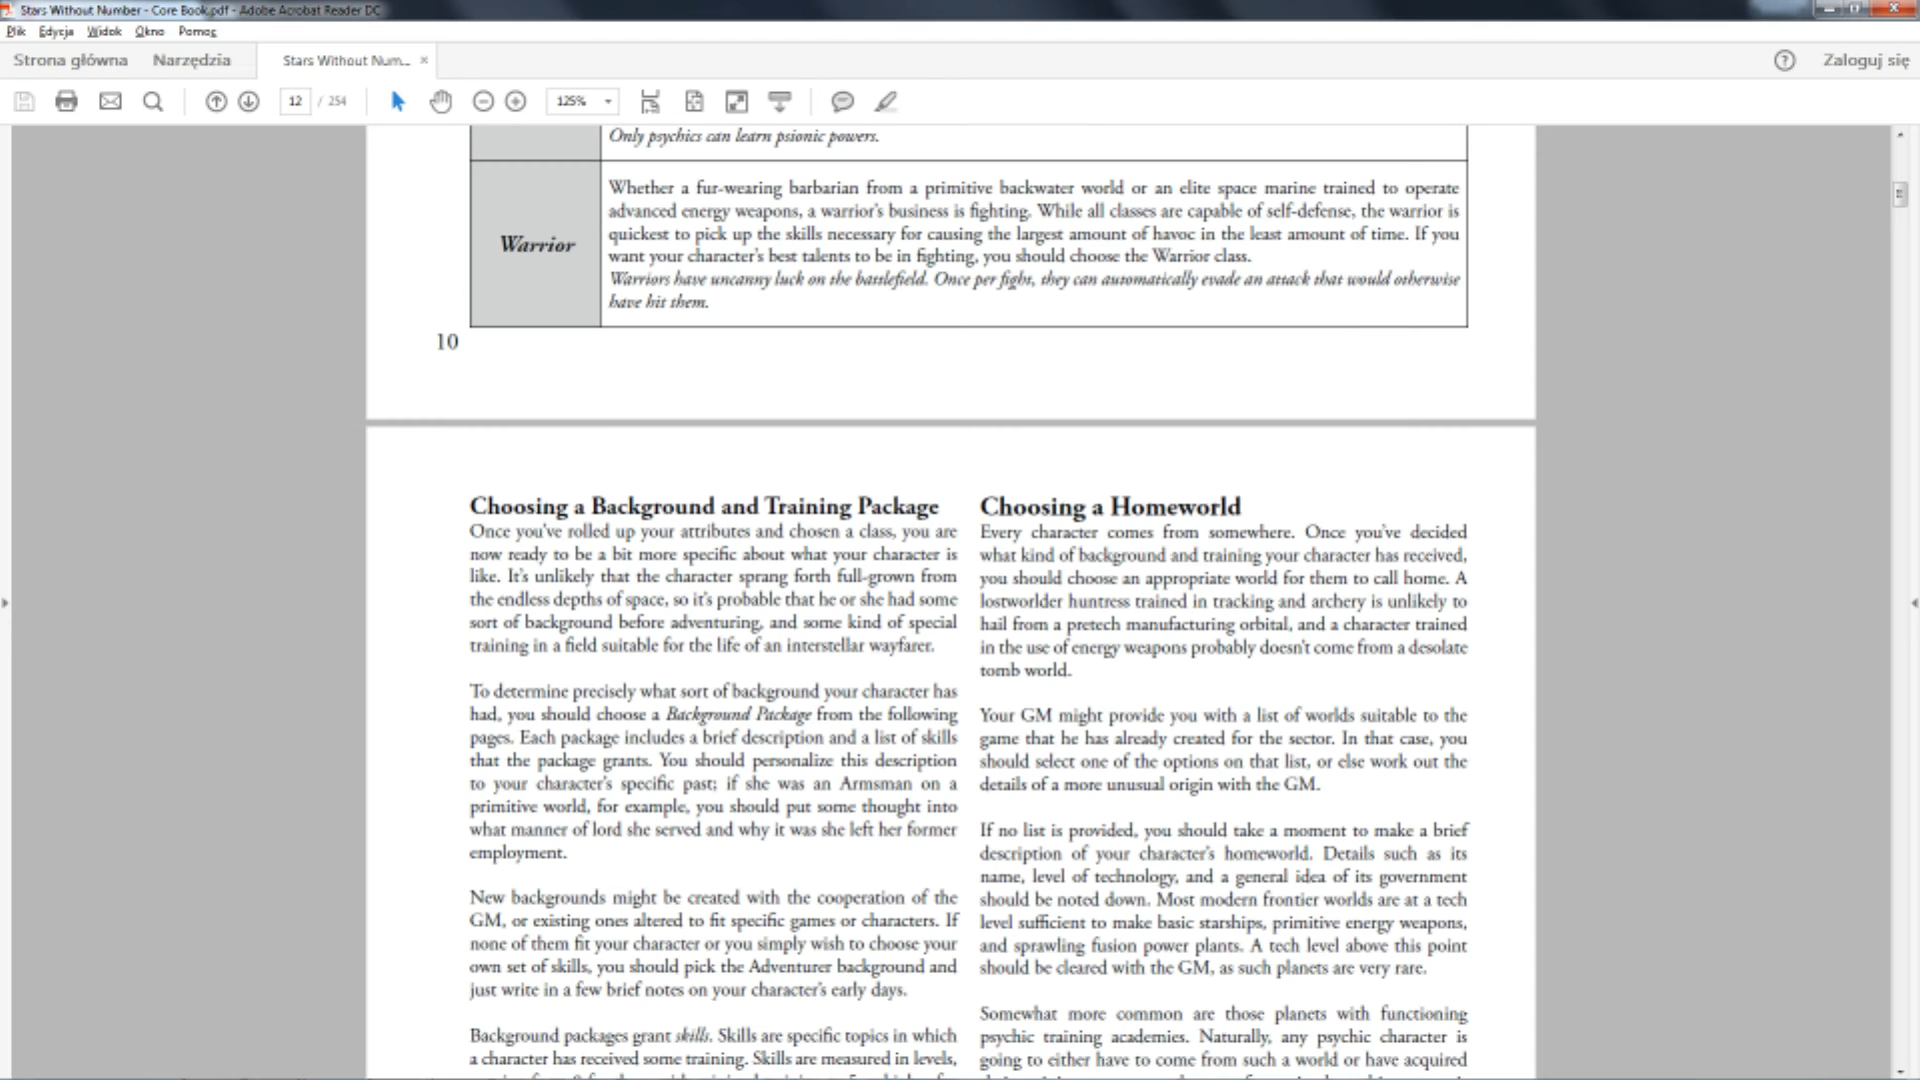 Stars Without Number - Core Book.pdf - Adobe Acrobat Reader DC
Plik Edycja Widok Okno Pomoc
Strona główna Narzędzia Stars Without Num... × Zaloguj się
12 / 254 125%
Only psychics can learn psionic powers.
Warrior
Whether a fur-wearing barbarian from a primitive backwater world or an elite space marine trained to operate
advanced energy weapons, a warrior's business is fighting. While all classes are capable of self-defense, the warrior is
quickest to pick up the skills necessary for causing the largest amount of havoc in the least amount of time. If you
want your character's best talents to be in fighting, you should choose the Warrior class.
Warriors have uncanny luck on the battlefield. Once per fight, they can automatically evade an attack that would otherwise
have hit them.
10
Choosing a Background and Training Package
Once you've rolled up your attributes and chosen a class, you are
now ready to be a bit more specific about what your character is
like. It's unlikely that the character sprang forth full-grown from
the endless depths of space, so it's probable that he or she had some
sort of background before adventuring, and some kind of special
training in a field suitable for the life of an interstellar wayfarer.
To determine precisely what sort of background your character has
had, you should choose a Background Package from the following
pages. Each package includes a brief description and a list of skills
that the package grants. You should personalize this description
to your character's specific past; if she was an Armsman on a
primitive world, for example, you should put some thought into
what manner of lord she served and why it was she left her former
employment.
New backgrounds might be created with the cooperation of the
GM, or existing ones altered to fit specific games or characters. If
none of them fit your character or you simply wish to choose your
own set of skills, you should pick the Adventurer background and
just write in a few brief notes on your character's early days.
Background packages grant skills. Skills are specific topics in which
a character has received some training. Skills are measured in levels,
Choosing a Homeworld
Every character comes from somewhere. Once you've decided
what kind of background and training your character has received,
you should choose an appropriate world for them to call home. A
lostworlder huntress trained in tracking and archery is unlikely to
hail from a pretech manufacturing orbital, and a character trained
in the use of energy weapons probably doesn't come from a desolate
tomb world.
Your GM might provide you with a list of worlds suitable to the
game that he has already created for the sector. In that case, you
should select one of the options on that list, or else work out the
details of a more unusual origin with the GM.
If no list is provided, you should take a moment to make a brief
description of your character's homeworld. Details such as its
name, level of technology, and a general idea of its government
should be noted down. Most modern frontier worlds are at a tech
level sufficient to make basic starships, primitive energy weapons,
and sprawling fusion power plants. A tech level above this point
should be cleared with the GM, as such planets are very rare.
Somewhat more common are those planets with functioning
psychic training academies. Naturally, any psychic character is
going to either have to come from such a world or have acquired